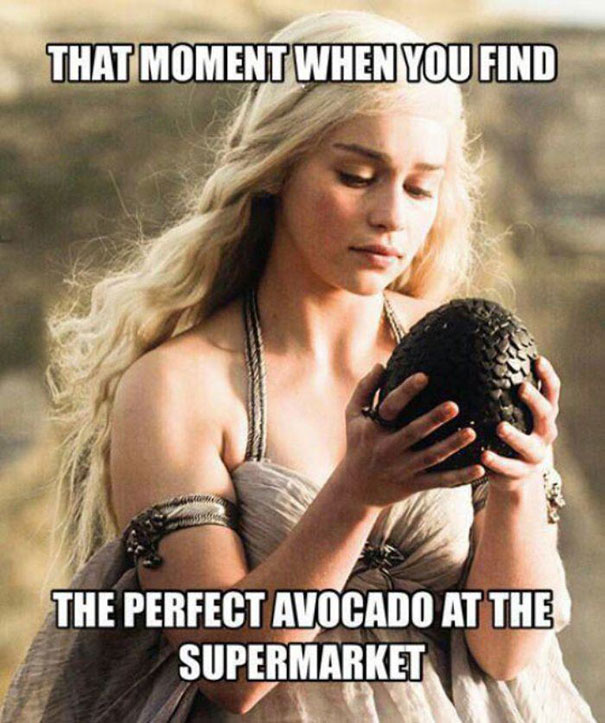 THAT MOMENT WHEN YOU FIND
THE PERFECT AVOCADO AT THE
SUPERMARKET